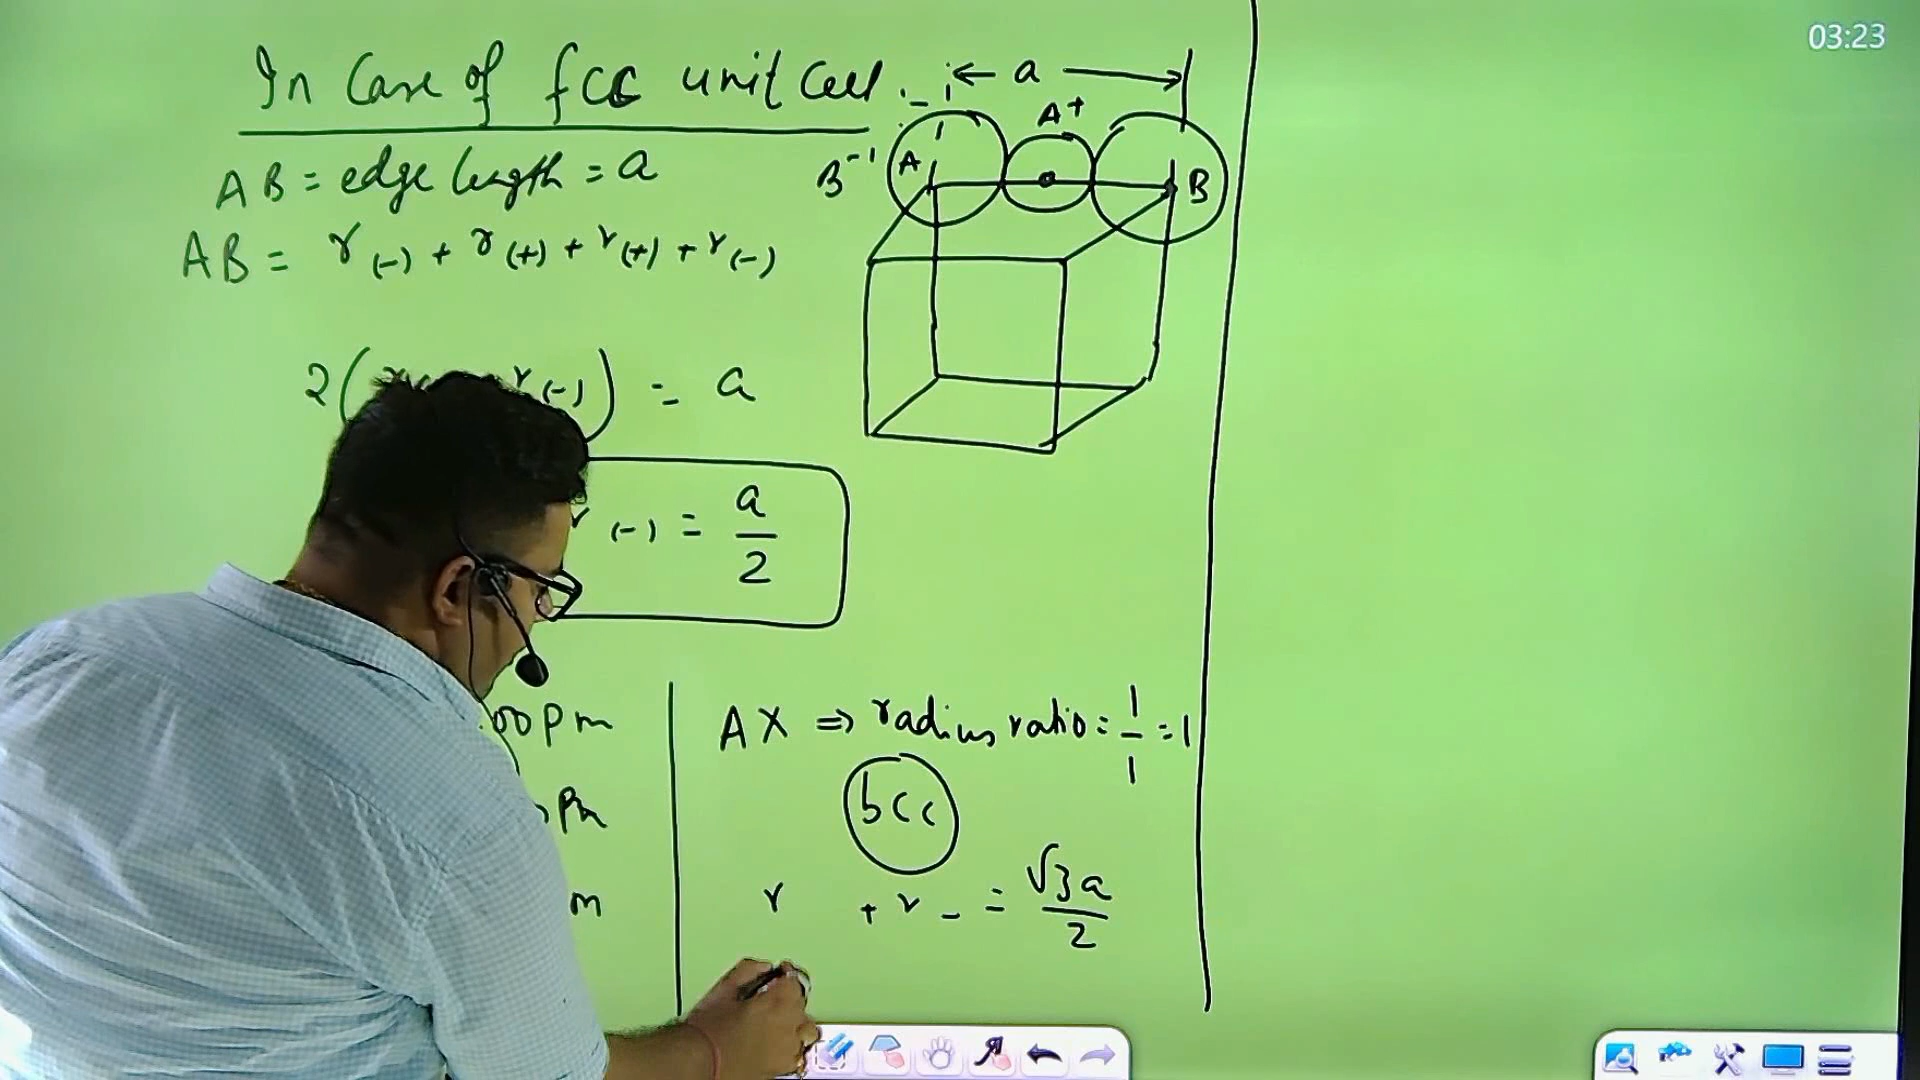 03:23
In Case of fcc unit Cell
← a →
A+
B-1 A B
AB = edge length = a
AB = r(-) + r(+) + r(+) + r(-)
2( r(-)) = a
r(-) = a/2
00pm
pm
m
AX ⇒ radius ratio = 1/1 = 1
bcc
r + r- = √3a/2